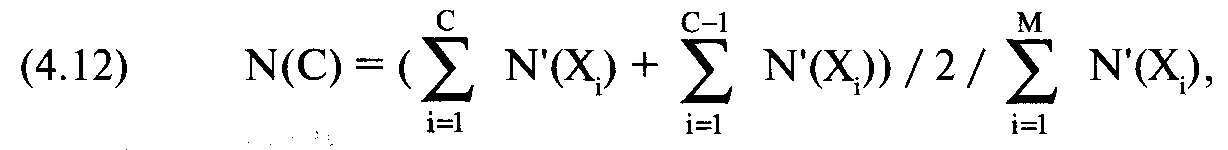 (4.12) N(C) = ( ∑_{i=1}^{C} N'(X_i) + ∑_{i=1}^{C–1} N'(X_i)) / 2 / ∑_{i=1}^{M} N'(X_i),